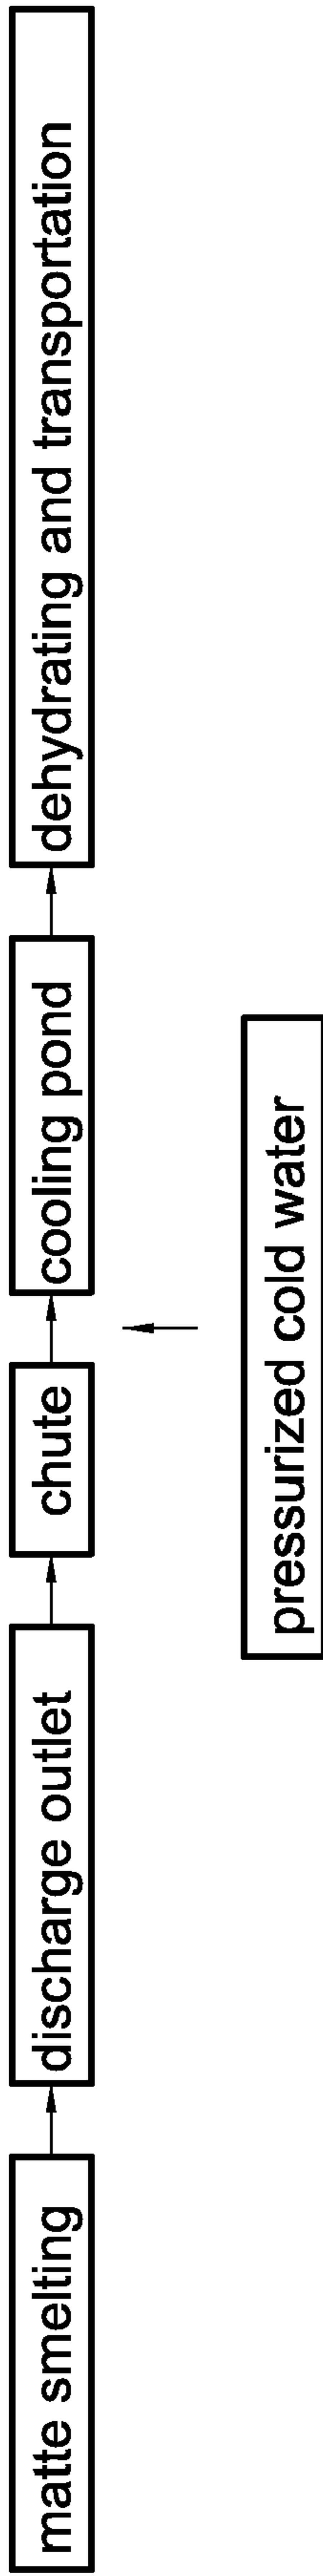 matte smelting
discharge outlet
chute
cooling pond
dehydrating and transportation
pressurized cold water